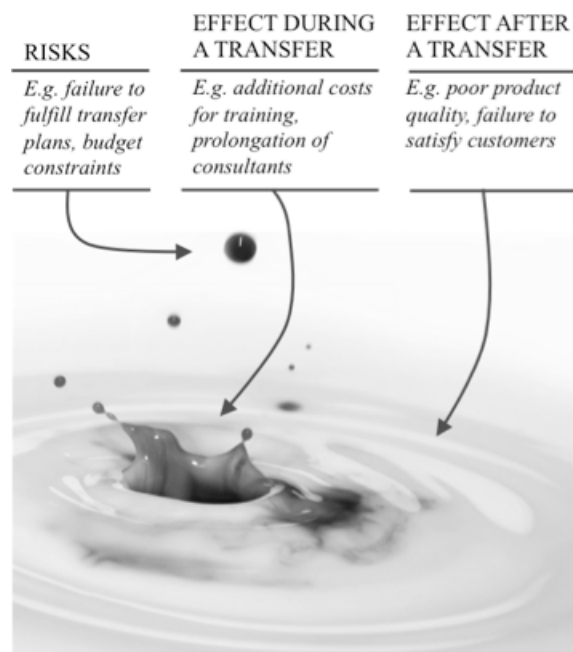 RISKS
E.g. failure to
fulfill transfer
plans, budget
constraints
EFFECT DURING
A TRANSFER
E.g. additional costs
for training,
prolongation of
consultants
EFFECT AFTER
A TRANSFER
E.g. poor product
quality, failure to
satisfy customers